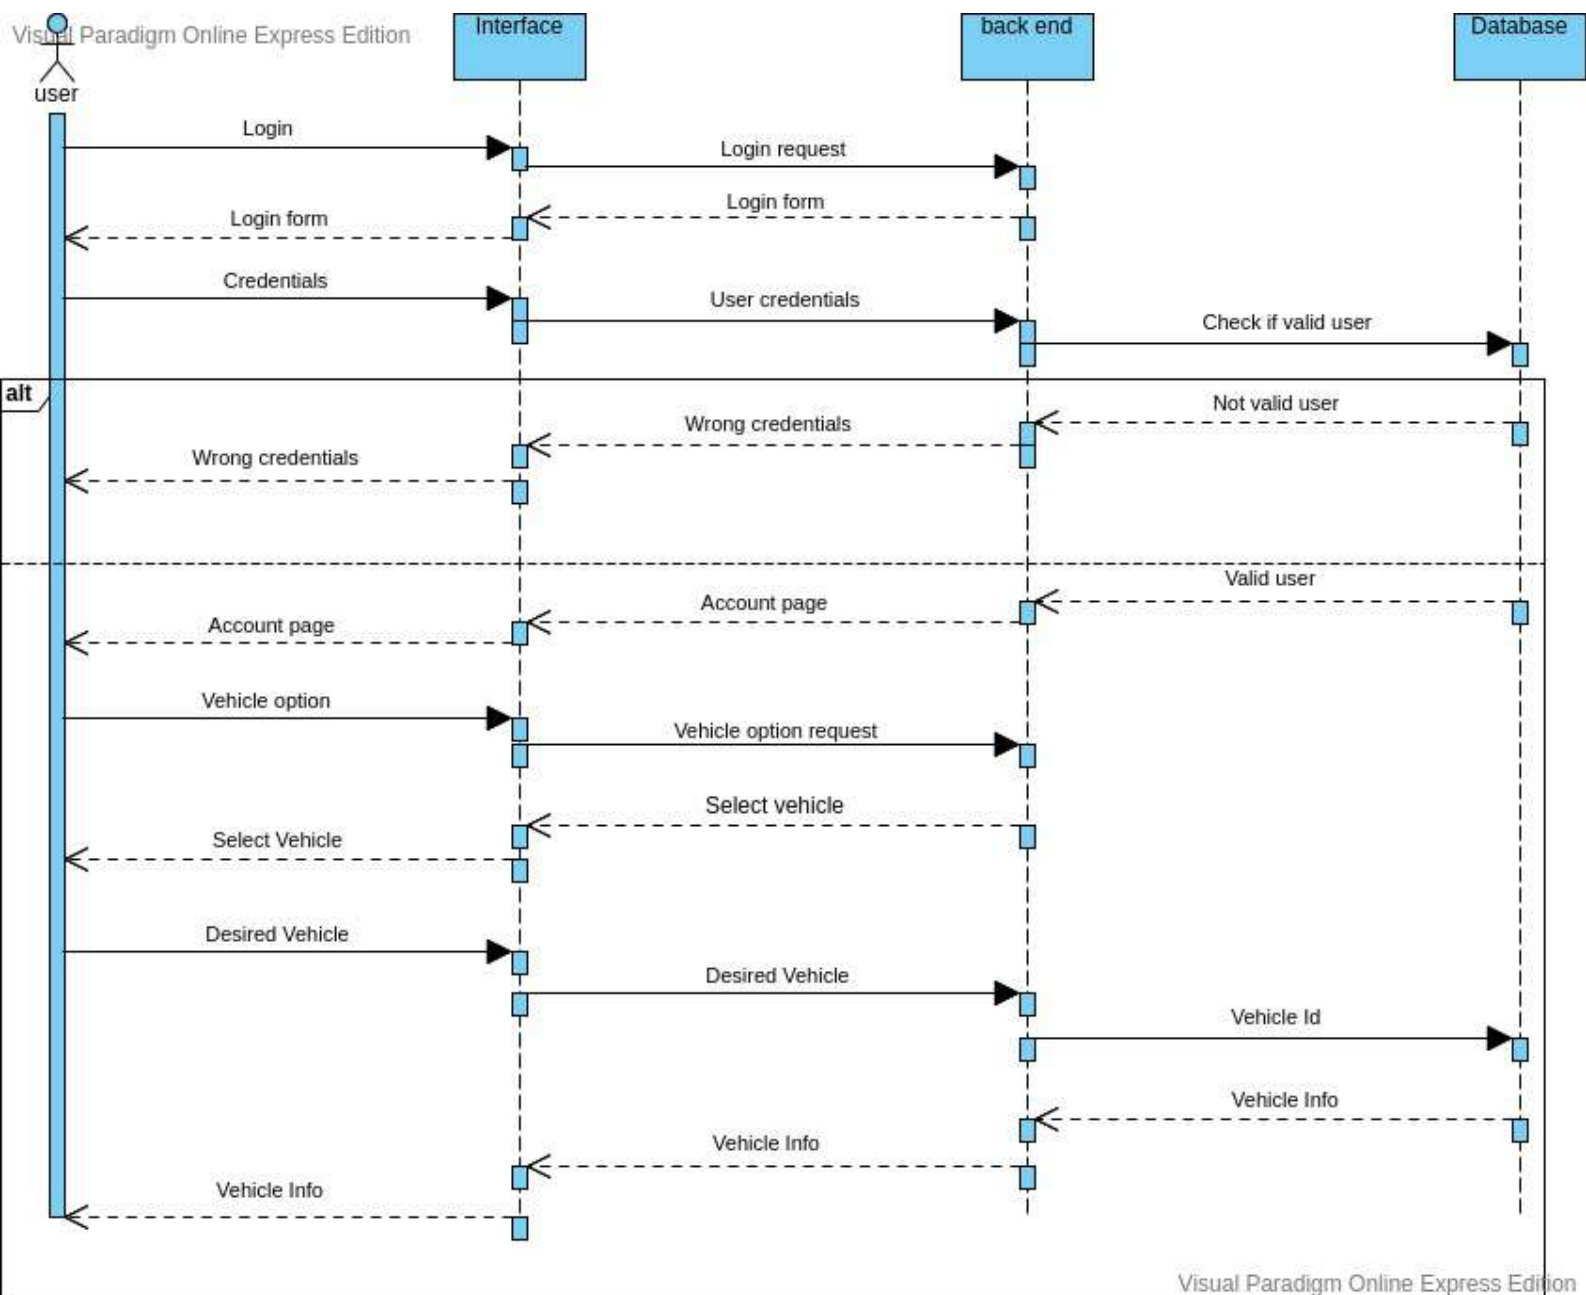 Visual Paradigm Online Express Edition
Interface
back end
Database
user
Login
Login request
Login form
Login form
Credentials
User credentials
Check if valid user
alt
Not valid user
Wrong credentials
Wrong credentials
Valid user
Account page
Account page
Vehicle option
Vehicle option request
Select vehicle
Select Vehicle
Desired Vehicle
Desired Vehicle
Vehicle Id
Vehicle Info
Vehicle Info
Vehicle Info
Visual Paradigm Online Express Edition